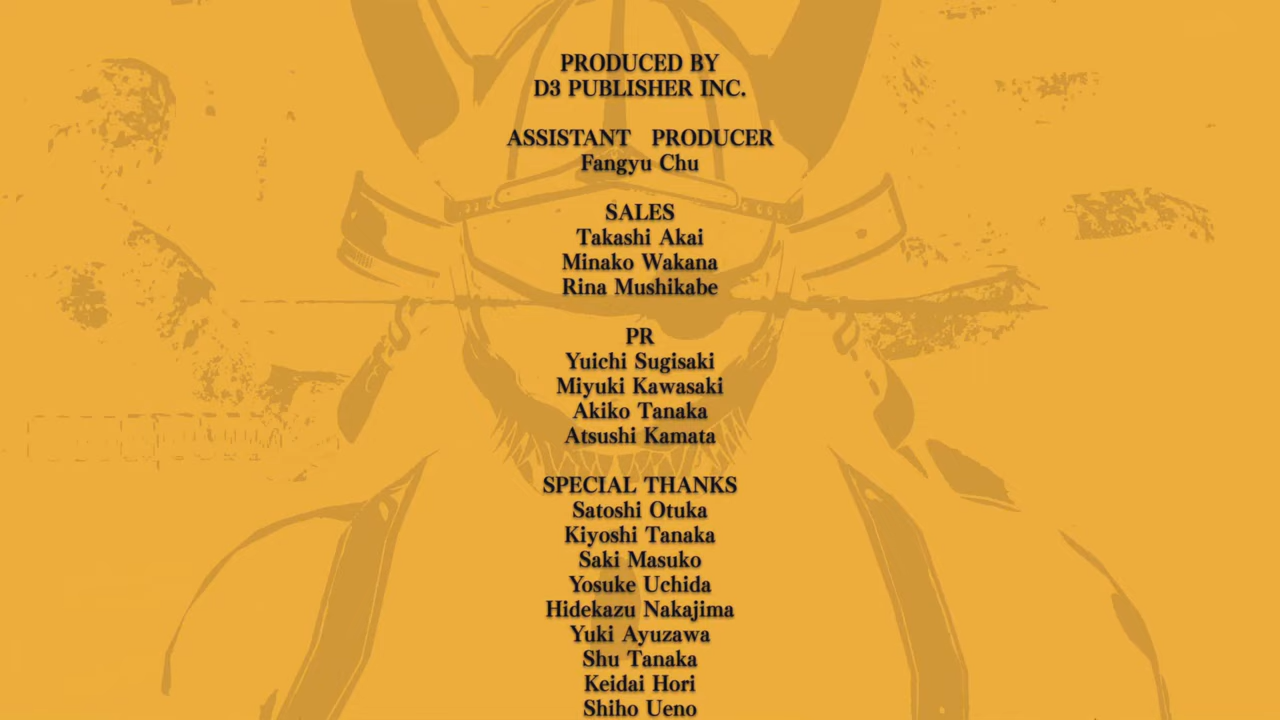 PRODUCED BY
D3 PUBLISHER INC.
ASSISTANT PRODUCER
Fangyu Chu
SALES
Takashi Akai
Minako Wakana
Rina Mushikabe
PR
Yuichi Sugisaki
Miyuki Kawasaki
Akiko Tanaka
Atsushi Kamata
SPECIAL THANKS
Satoshi Otuka
Kiyoshi Tanaka
Saki Masuko
Yosuke Uchida
Hidekazu Nakajima
Yuki Ayuzawa
Shu Tanaka
Keidai Hori
Shiho Ueno